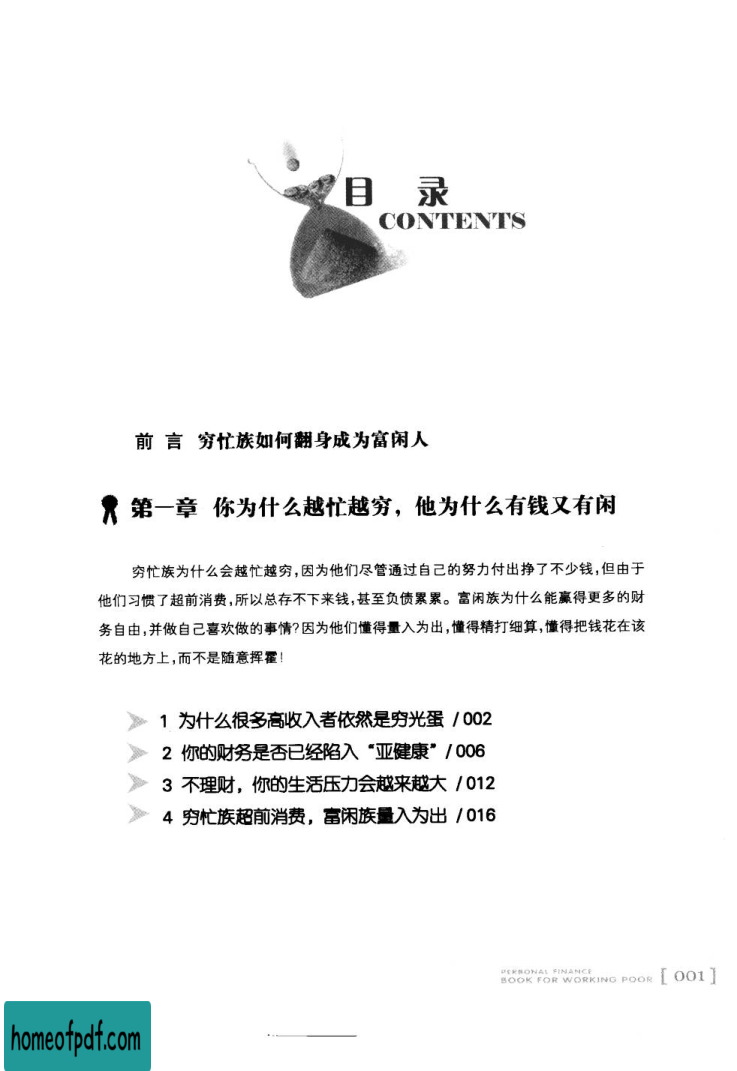 目 录
CONTENTS
前 言 穷忙族如何翻身成为富闲人
第一章 你为什么越忙越穷，他为什么有钱又有闲
穷忙族为什么会越忙越穷，因为他们尽管通过自己的努力付出挣了不少钱，但由于
他们习惯了超前消费，所以总存不下来钱，甚至负债累累。富闲族为什么能赢得更多的财
务自由，并做自己喜欢做的事情？因为他们懂得量入为出，懂得精打细算，懂得把钱花在该
花的地方上，而不是随意挥霍！
1 为什么很多高收入者依然是穷光蛋 / 002
2 你的财务是否已经陷入“亚健康” / 006
3 不理财，你的生活压力会越来越大 / 012
4 穷忙族超前消费，富闲族量入为出 / 016
PERSONAL FINANCE
BOOK FOR WORKING POOR [ 001 ]
homeofpdf.com